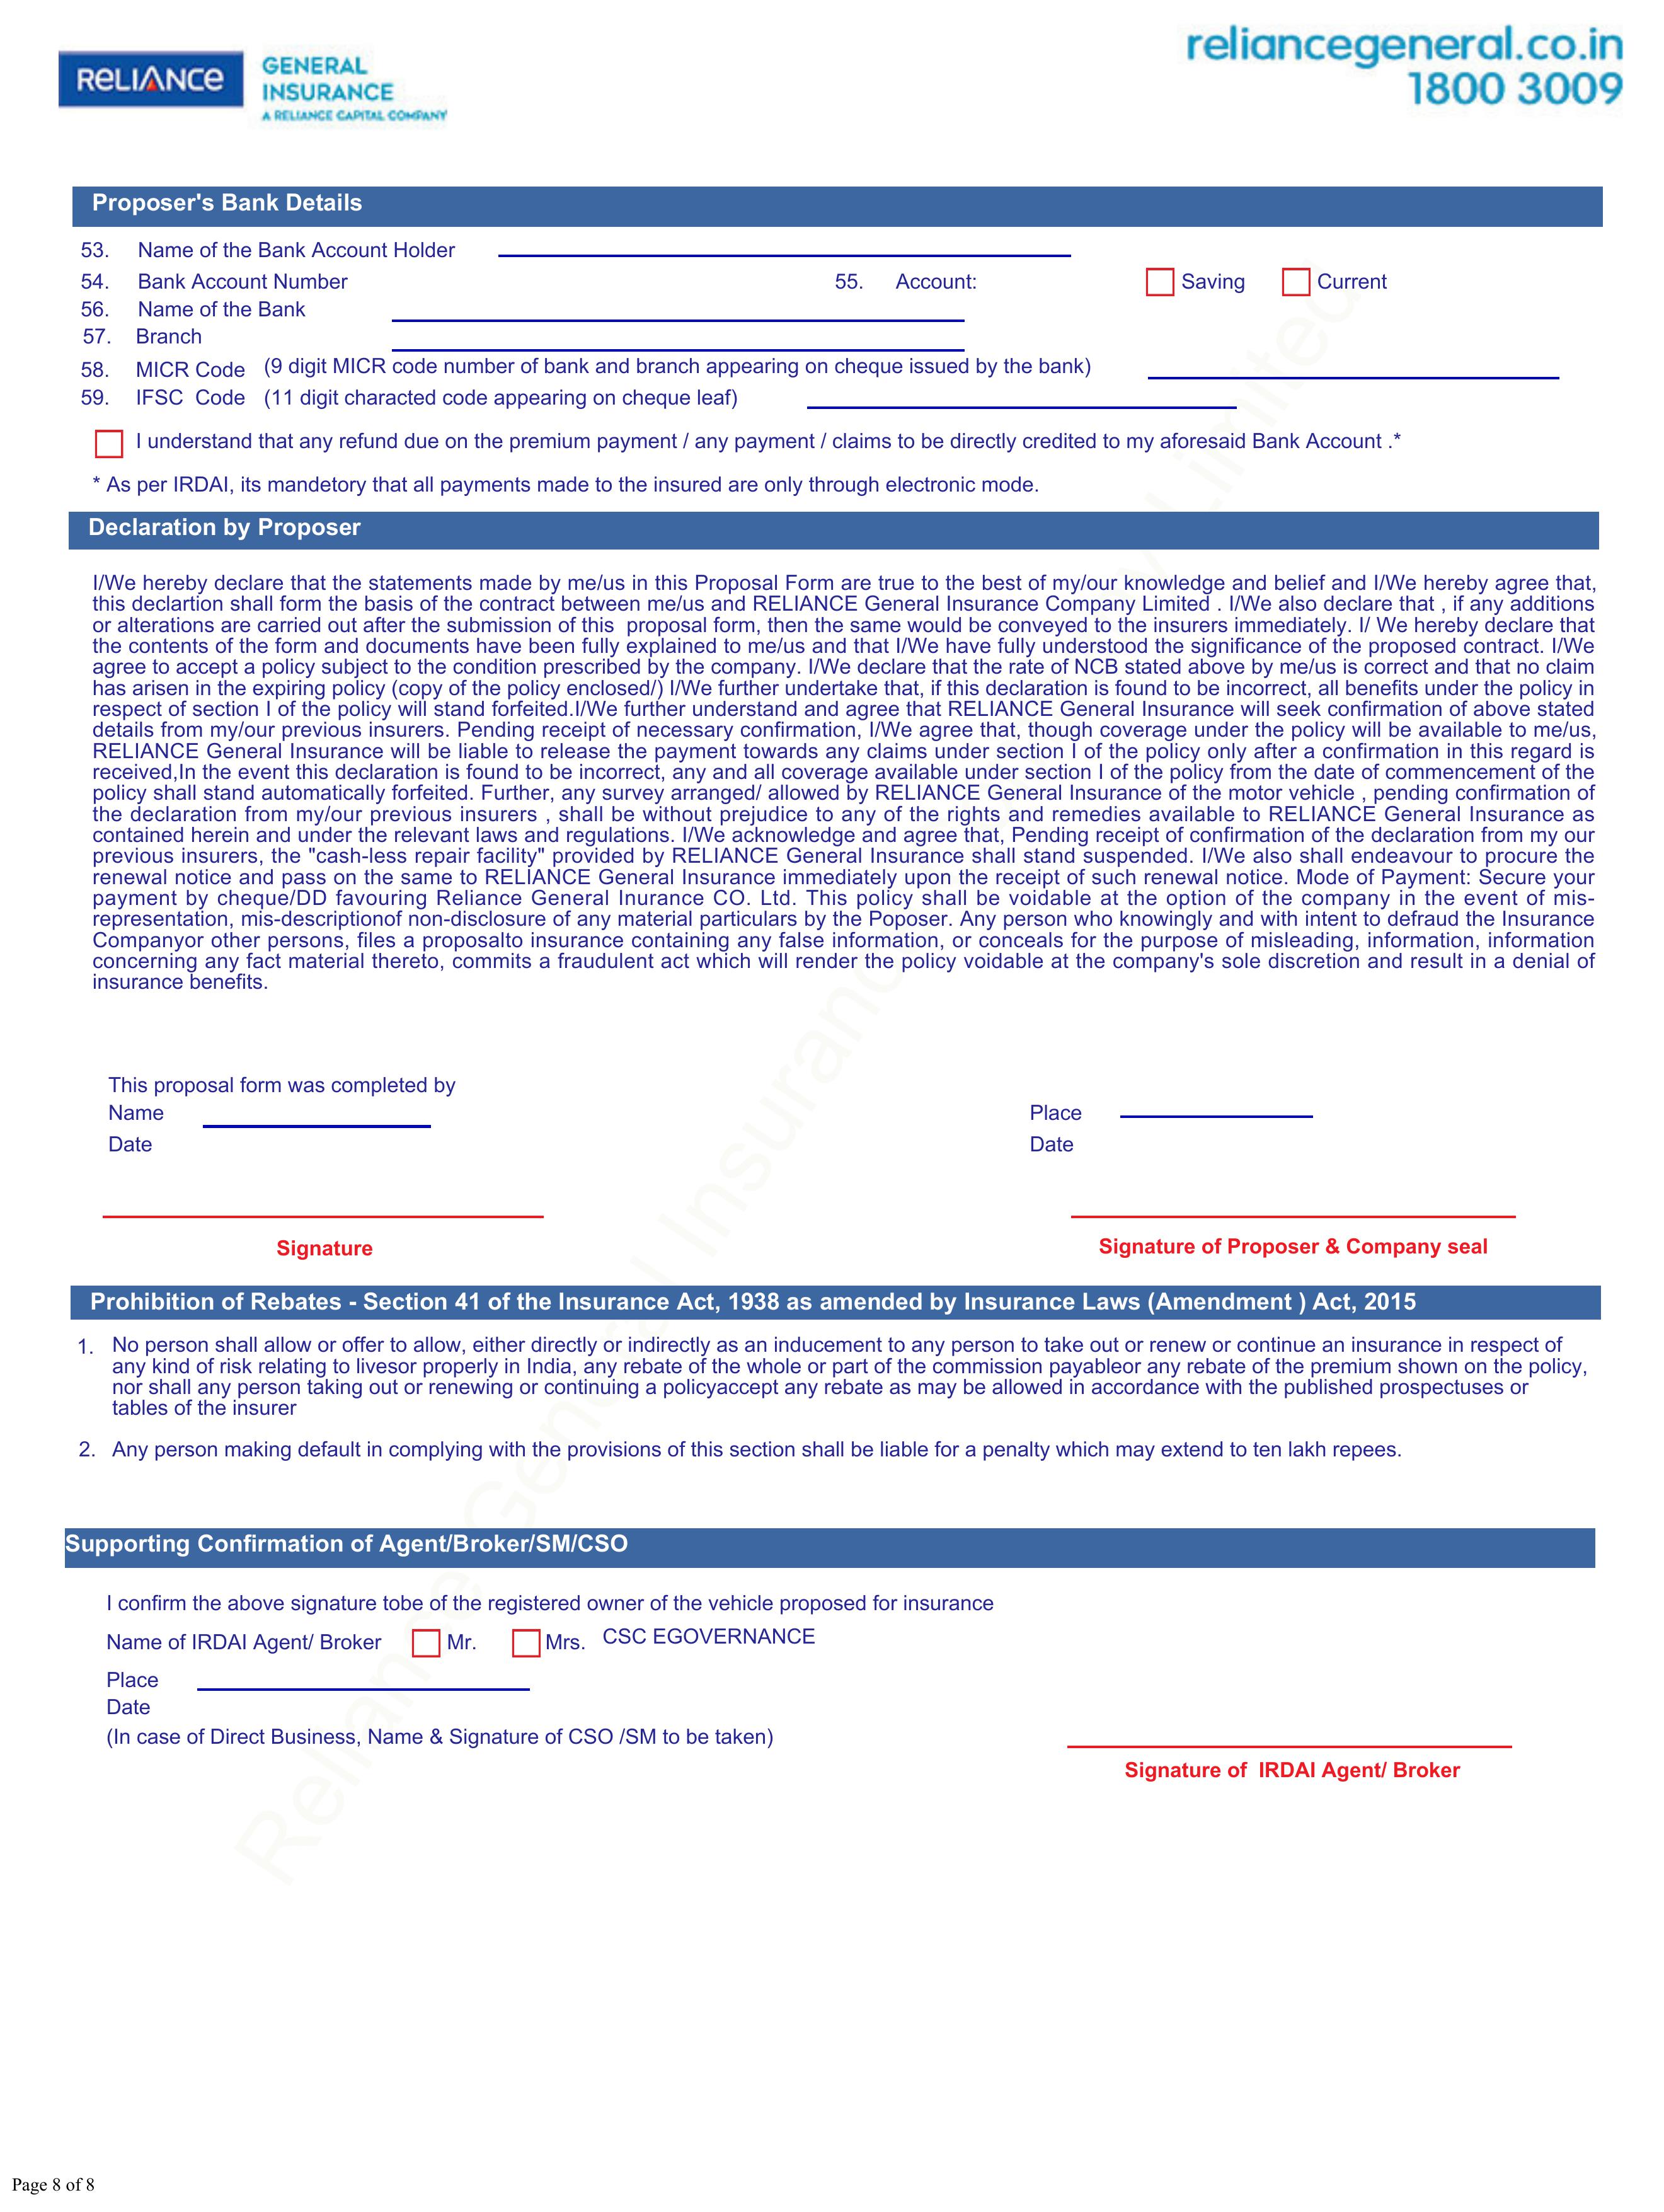 RELIANCE
GENERAL
INSURANCE
A RELIANCE CAPITAL COMPANY
reliancegeneral.co.in
1800 3009
Proposer's Bank Details
53. Name of the Bank Account Holder
54. Bank Account Number 55. Account: Saving Current
56. Name of the Bank
57. Branch
58. MICR Code (9 digit MICR code number of bank and branch appearing on cheque issued by the bank)
59. IFSC Code (11 digit characted code appearing on cheque leaf)
I understand that any refund due on the premium payment / any payment / claims to be directly credited to my aforesaid Bank Account .*
* As per IRDAI, its mandetory that all payments made to the insured are only through electronic mode.
Declaration by Proposer
I/We hereby declare that the statements made by me/us in this Proposal Form are true to the best of my/our knowledge and belief and I/We hereby agree that,
this declartion shall form the basis of the contract between me/us and RELIANCE General Insurance Company Limited . I/We also declare that , if any additions
or alterations are carried out after the submission of this proposal form, then the same would be conveyed to the insurers immediately. I/ We hereby declare that
the contents of the form and documents have been fully explained to me/us and that I/We have fully understood the significance of the proposed contract. I/We
agree to accept a policy subject to the condition prescribed by the company. I/We declare that the rate of NCB stated above by me/us is correct and that no claim
has arisen in the expiring policy (copy of the policy enclosed/) I/We further undertake that, if this declaration is found to be incorrect, all benefits under the policy in
respect of section I of the policy will stand forfeited.I/We further understand and agree that RELIANCE General Insurance will seek confirmation of above stated
details from my/our previous insurers. Pending receipt of necessary confirmation, I/We agree that, though coverage under the policy will be available to me/us,
RELIANCE General Insurance will be liable to release the payment towards any claims under section I of the policy only after a confirmation in this regard is
received,In the event this declaration is found to be incorrect, any and all coverage available under section I of the policy from the date of commencement of the
policy shall stand automatically forfeited. Further, any survey arranged/ allowed by RELIANCE General Insurance of the motor vehicle , pending confirmation of
the declaration from my/our previous insurers , shall be without prejudice to any of the rights and remedies available to RELIANCE General Insurance as
contained herein and under the relevant laws and regulations. I/We acknowledge and agree that, Pending receipt of confirmation of the declaration from my our
previous insurers, the "cash-less repair facility" provided by RELIANCE General Insurance shall stand suspended. I/We also shall endeavour to procure the
renewal notice and pass on the same to RELIANCE General Insurance immediately upon the receipt of such renewal notice. Mode of Payment: Secure your
payment by cheque/DD favouring Reliance General Inurance CO. Ltd. This policy shall be voidable at the option of the company in the event of mis-
representation, mis-descriptionof non-disclosure of any material particulars by the Poposer. Any person who knowingly and with intent to defraud the Insurance
Companyor other persons, files a proposalto insurance containing any false information, or conceals for the purpose of misleading, information, information
concerning any fact material thereto, commits a fraudulent act which will render the policy voidable at the company's sole discretion and result in a denial of
insurance benefits.
This proposal form was completed by
Name Place
Date Date
Signature Signature of Proposer & Company seal
Prohibition of Rebates - Section 41 of the Insurance Act, 1938 as amended by Insurance Laws (Amendment ) Act, 2015
1. No person shall allow or offer to allow, either directly or indirectly as an inducement to any person to take out or renew or continue an insurance in respect of
any kind of risk relating to livesor properly in India, any rebate of the whole or part of the commission payableor any rebate of the premium shown on the policy,
nor shall any person taking out or renewing or continuing a policyaccept any rebate as may be allowed in accordance with the published prospectuses or
tables of the insurer
2. Any person making default in complying with the provisions of this section shall be liable for a penalty which may extend to ten lakh repees.
Supporting Confirmation of Agent/Broker/SM/CSO
I confirm the above signature tobe of the registered owner of the vehicle proposed for insurance
Name of IRDAI Agent/ Broker Mr. Mrs. CSC EGOVERNANCE
Place
Date
(In case of Direct Business, Name & Signature of CSO /SM to be taken)
Signature of IRDAI Agent/ Broker
Page 8 of 8